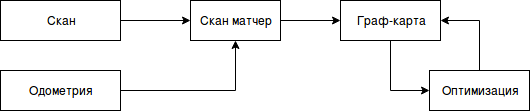 Скан
Скан матчер
Граф-карта
Одометрия
Оптимизация